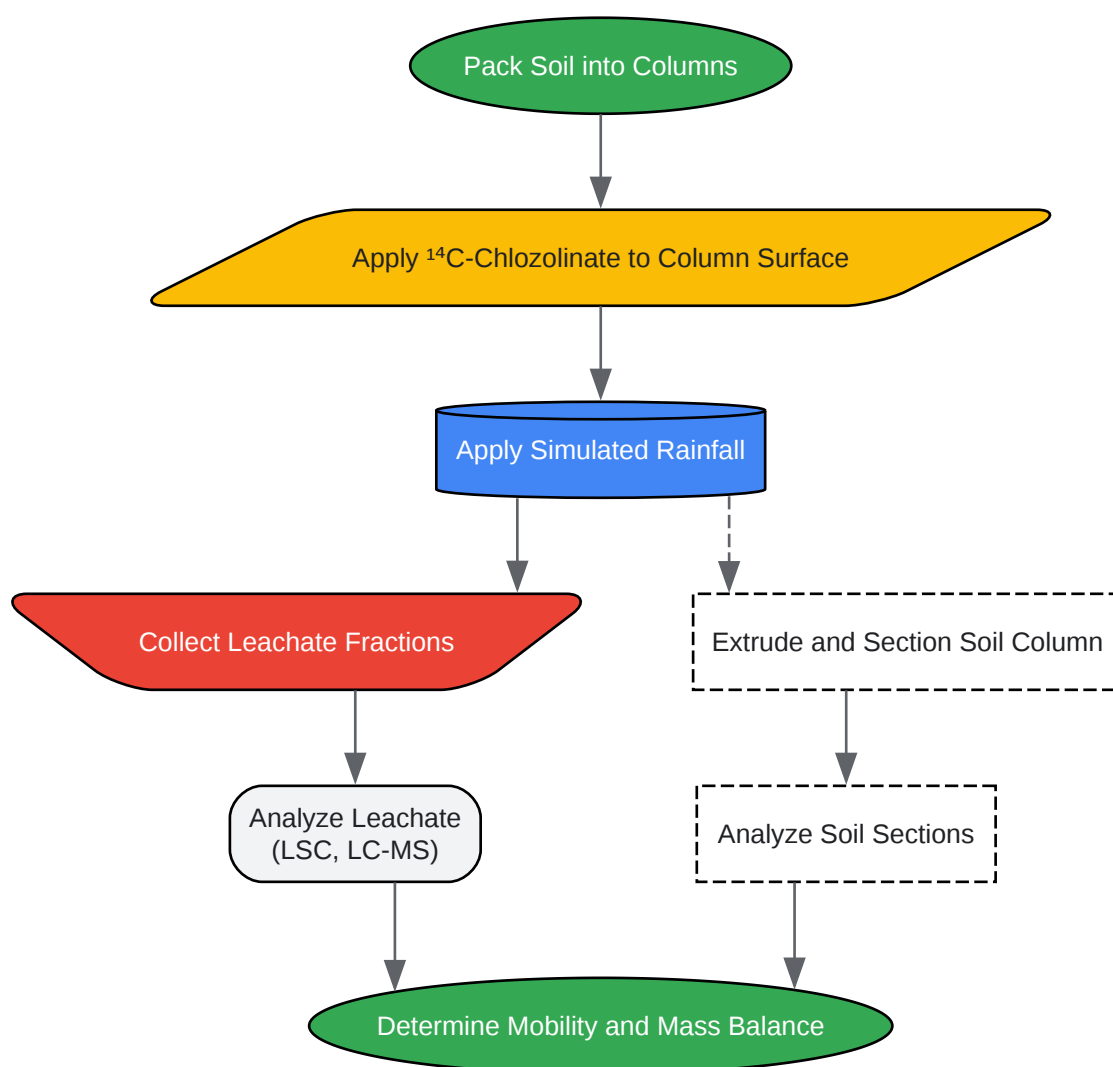 Pack Soil into Columns
Apply ¹⁴C-Chlozolinate to Column Surface
Apply Simulated Rainfall
Collect Leachate Fractions
Extrude and Section Soil Column
Analyze Leachate
(LSC, LC-MS)
Analyze Soil Sections
Determine Mobility and Mass Balance